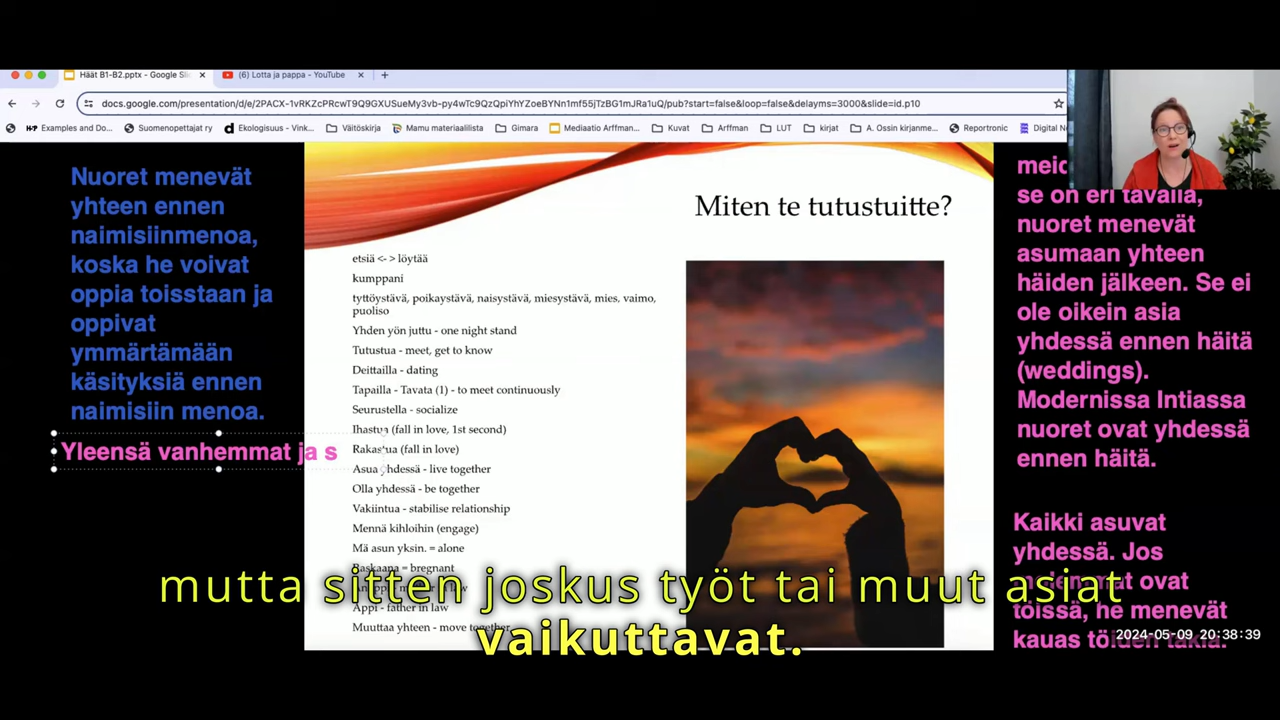 Häät B1-B2.pptx - Google Sli
(6) Lotta ja pappa - YouTube
docs.google.com/presentation/d/e/2PACX-1vRKZcPRcwT9Q9GXUSueMy3vb-py4wTc9QzQpiYhYZoeBYNn1mf55jTzBG1mJRa1uQ/pub?start=false&loop=false&delayms=3000&slide=id.p10
Examples and Do...
Suomenopettajat ry
Ekologisuus - Vink...
Väitöskirja
Mamu materiaalilista
Gimara
Mediaatio Arffman...
Kuvat
Arffman
LUT
kirjat
A. Ossin kirjanme...
Reportronic
Digital
Nuoret menevät
yhteen ennen
naimisiinmenoa,
koska he voivat
oppia toisstaan ja
oppivat
ymmärtämään
käsityksiä ennen
naimisiin menoa.
Yleensä vanhemmat ja s
Miten te tutustuitte?
etsiä <- > löytää
kumppani
tyttöystävä, poikaystävä, naisystävä, miesystävä, mies, vaimo,
puoliso
Yhden yön juttu - one night stand
Tutustua - meet, get to know
Deittailla - dating
Tapailla - Tavata (1) - to meet continuously
Seurustella - socialize
Ihastua (fall in love, 1st second)
Rakastua (fall in love)
Asua yhdessä - live together
Olla yhdessä - be together
Vakiintua - stabilise relationship
Mennä kihloihin (engage)
Mä asun yksin. = alone
Raskaana = bregnant
law
Appi - father in law
Muuttaa yhteen - move together
se on eri tavalla,
nuoret menevät
asumaan yhteen
häiden jälkeen. Se ei
ole oikein asia
yhdessä ennen häitä
(weddings).
Modernissa Intiassa
nuoret ovat yhdessä
ennen häitä.
Kaikki asuvat
yhdessä. Jos
ovat
töissä, he menevät
kauas töiden takia.
2024-05-09 20:38:39
mutta sitten joskus työt tai muut asiat
vaikuttavat.